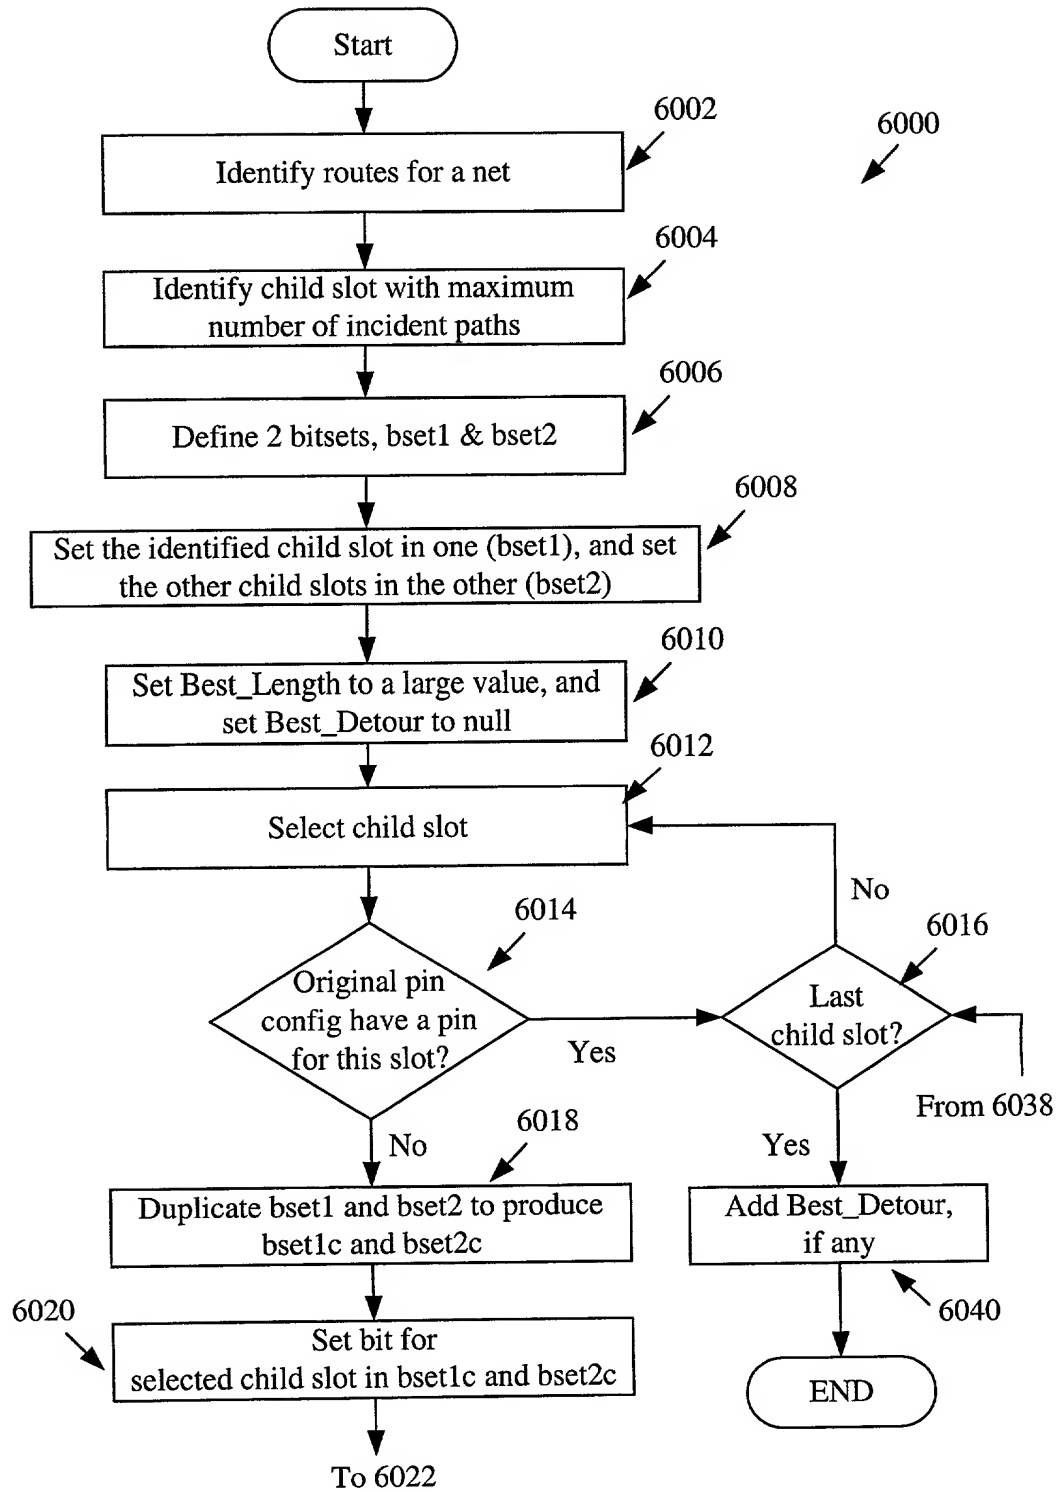 Start
6002
6000
Identify routes for a net
6004
Identify child slot with maximum
number of incident paths
6006
Define 2 bitsets, bset1 & bset2
6008
Set the identified child slot in one (bset1), and set
the other child slots in the other (bset2)
6010
Set Best_Length to a large value, and
set Best_Detour to null
6012
Select child slot
No
6014
6016
Original pin
config have a pin
for this slot?
Yes
Last
child slot?
From 6038
No
6018
Yes
Duplicate bset1 and bset2 to produce
bset1c and bset2c
Add Best_Detour,
if any
6020
6040
Set bit for
selected child slot in bset1c and bset2c
END
To 6022